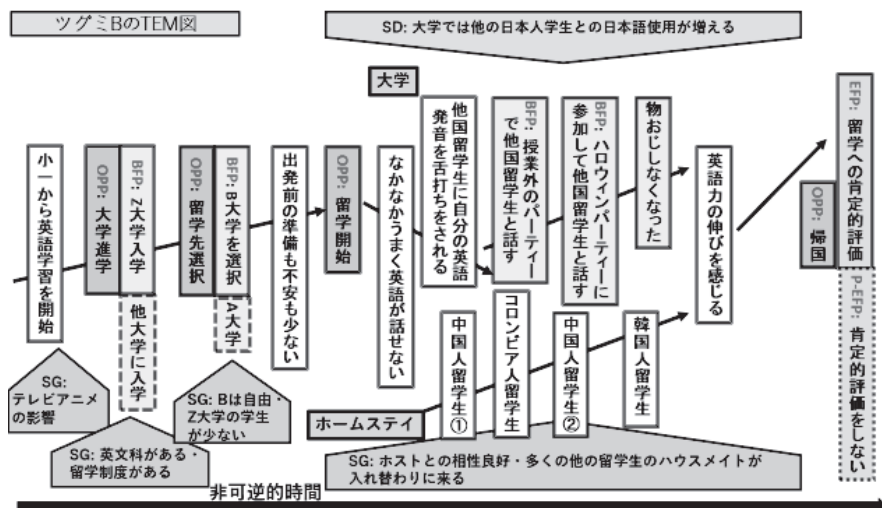 ツグミBのTEM図
SD: 大学では他の日本人学生との日本語使用が増える
大学
小一から英語学習を開始
OPP: 大学進学
BFP: Z大学入学
他大学に入学
OPP: 留学先選択
BFP: B大学を選択
A大学
出発前の準備も不安も少ない
OPP: 留学開始
なかなかうまく英語が話せない
他国留学生に自分の英語
発音を舌打ちをされる
BFP: 授業外のパーティー
で他国留学生と話す
BFP: ハロウィンパーティーに
参加して他国留学生と話す
物おじしなくなった
英語力の伸びを感じる
OPP: 帰国
EFP: 留学への肯定的評価
P-EFP: 肯定的評価をしない
ホームステイ
中国人留学生①
コロンビア人留学生
中国人留学生②
韓国人留学生
SG:
テレビアニメ
の影響
SG: 英文科がある・
留学制度がある
SG: Bは自由・
Z大学の学生
が少ない
SG: ホストとの相性良好・多くの他の留学生のハウスメイトが
入れ替わりに来る
非可逆的時間